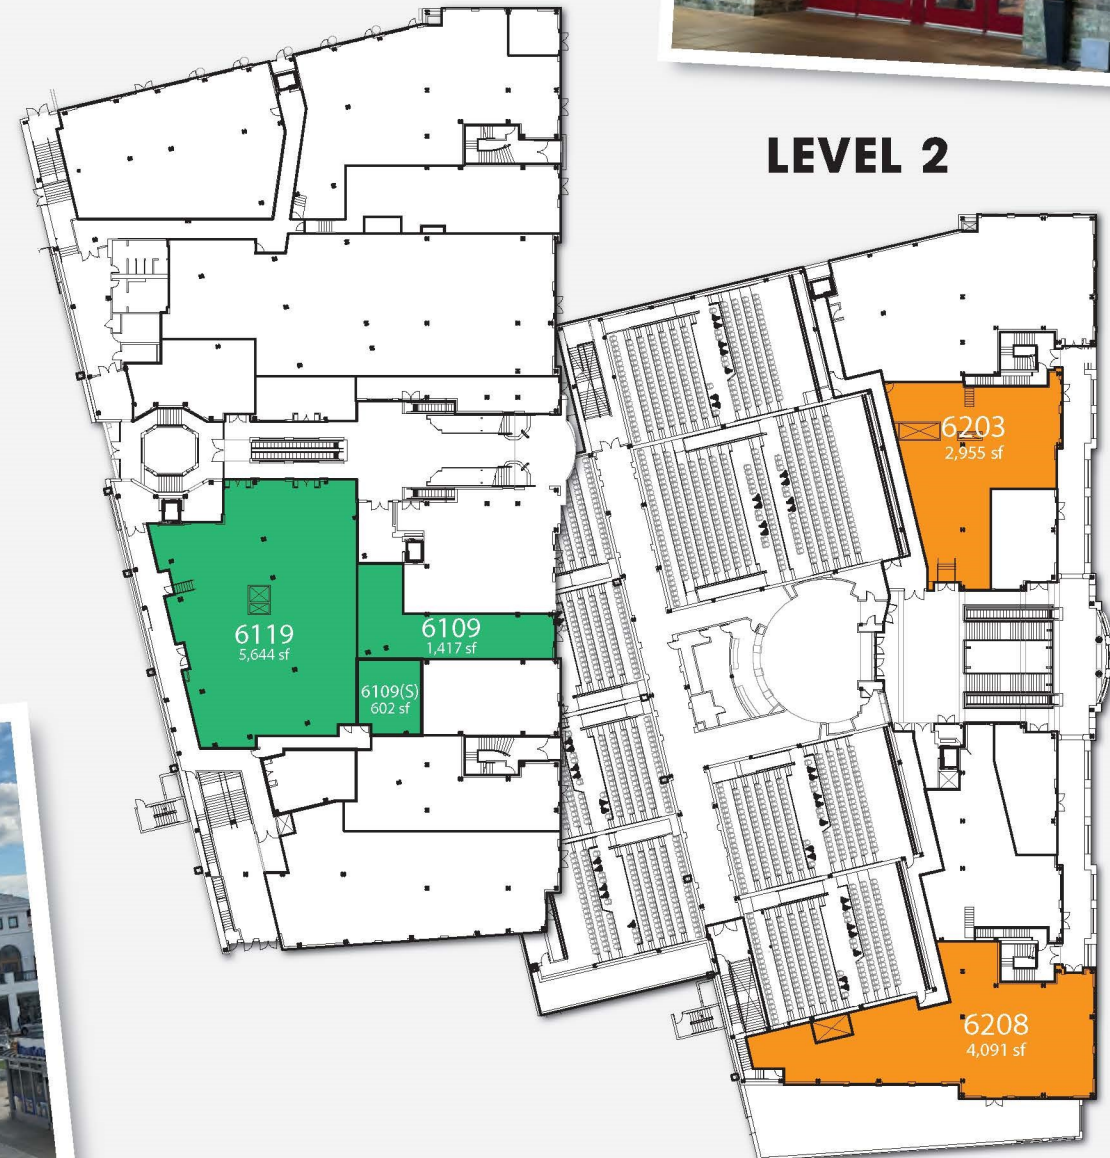 LEVEL 2
6203
2,955 sf
6119
5,644 sf
6109
1,417 sf
6109(S)
602 sf
6208
4,091 sf